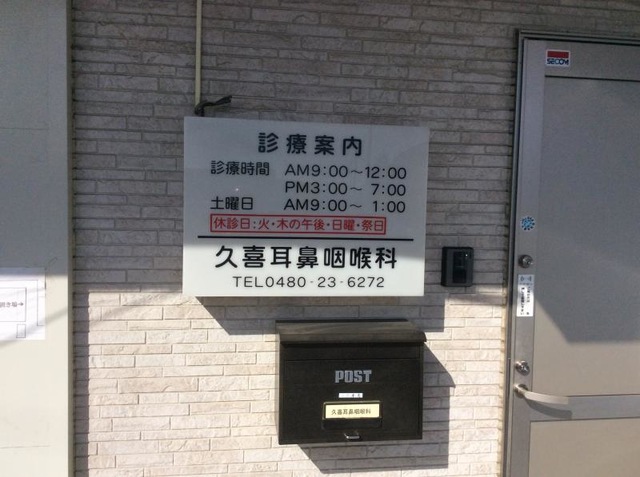 診療案内
診療時間 AM9:00〜12:00
PM3:00〜 7:00
土曜日 AM9:00〜 1:00
休診日:火・木の午後・日曜・祭日
久喜耳鼻咽喉科
TEL0480-23-6272
SECOM
POST
久喜耳鼻咽喉科